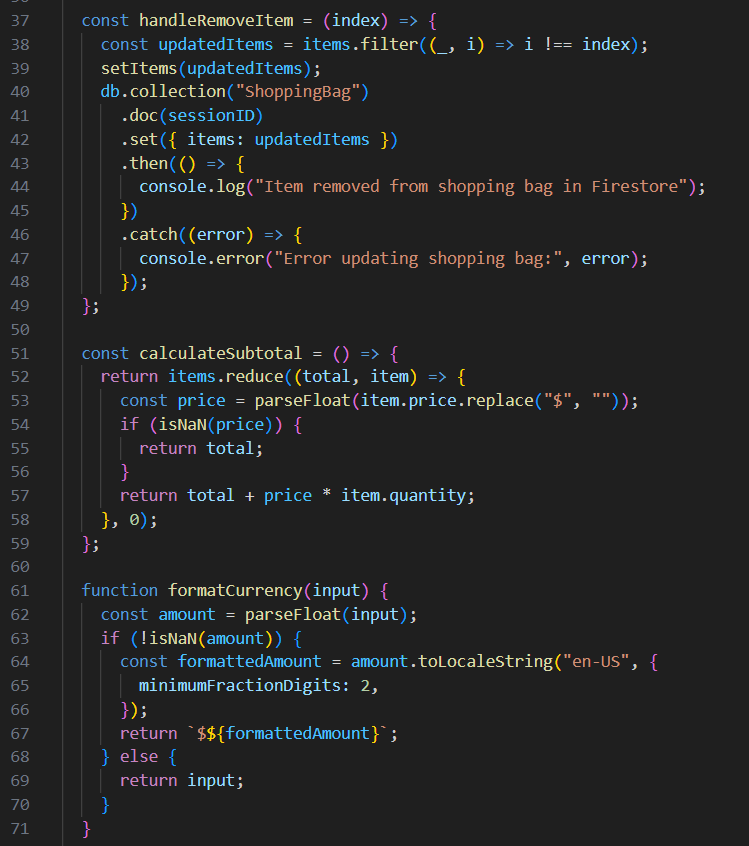 37 const handleRemoveItem = (index) => {
38 const updatedItems = items.filter((_, i) => i !== index);
39 setItems(updatedItems);
40 db.collection("ShoppingBag")
41 .doc(sessionID)
42 .set({ items: updatedItems })
43 .then(() => {
44 console.log("Item removed from shopping bag in Firestore");
45 })
46 .catch((error) => {
47 console.error("Error updating shopping bag:", error);
48 });
49 };
50
51 const calculateSubtotal = () => {
52 return items.reduce((total, item) => {
53 const price = parseFloat(item.price.replace("$", ""));
54 if (isNaN(price)) {
55 return total;
56 }
57 return total + price * item.quantity;
58 }, 0);
59 };
60
61 function formatCurrency(input) {
62 const amount = parseFloat(input);
63 if (!isNaN(amount)) {
64 const formattedAmount = amount.toLocaleString("en-US", {
65 minimumFractionDigits: 2,
66 });
67 return `$${formattedAmount}`;
68 } else {
69 return input;
70 }
71 }